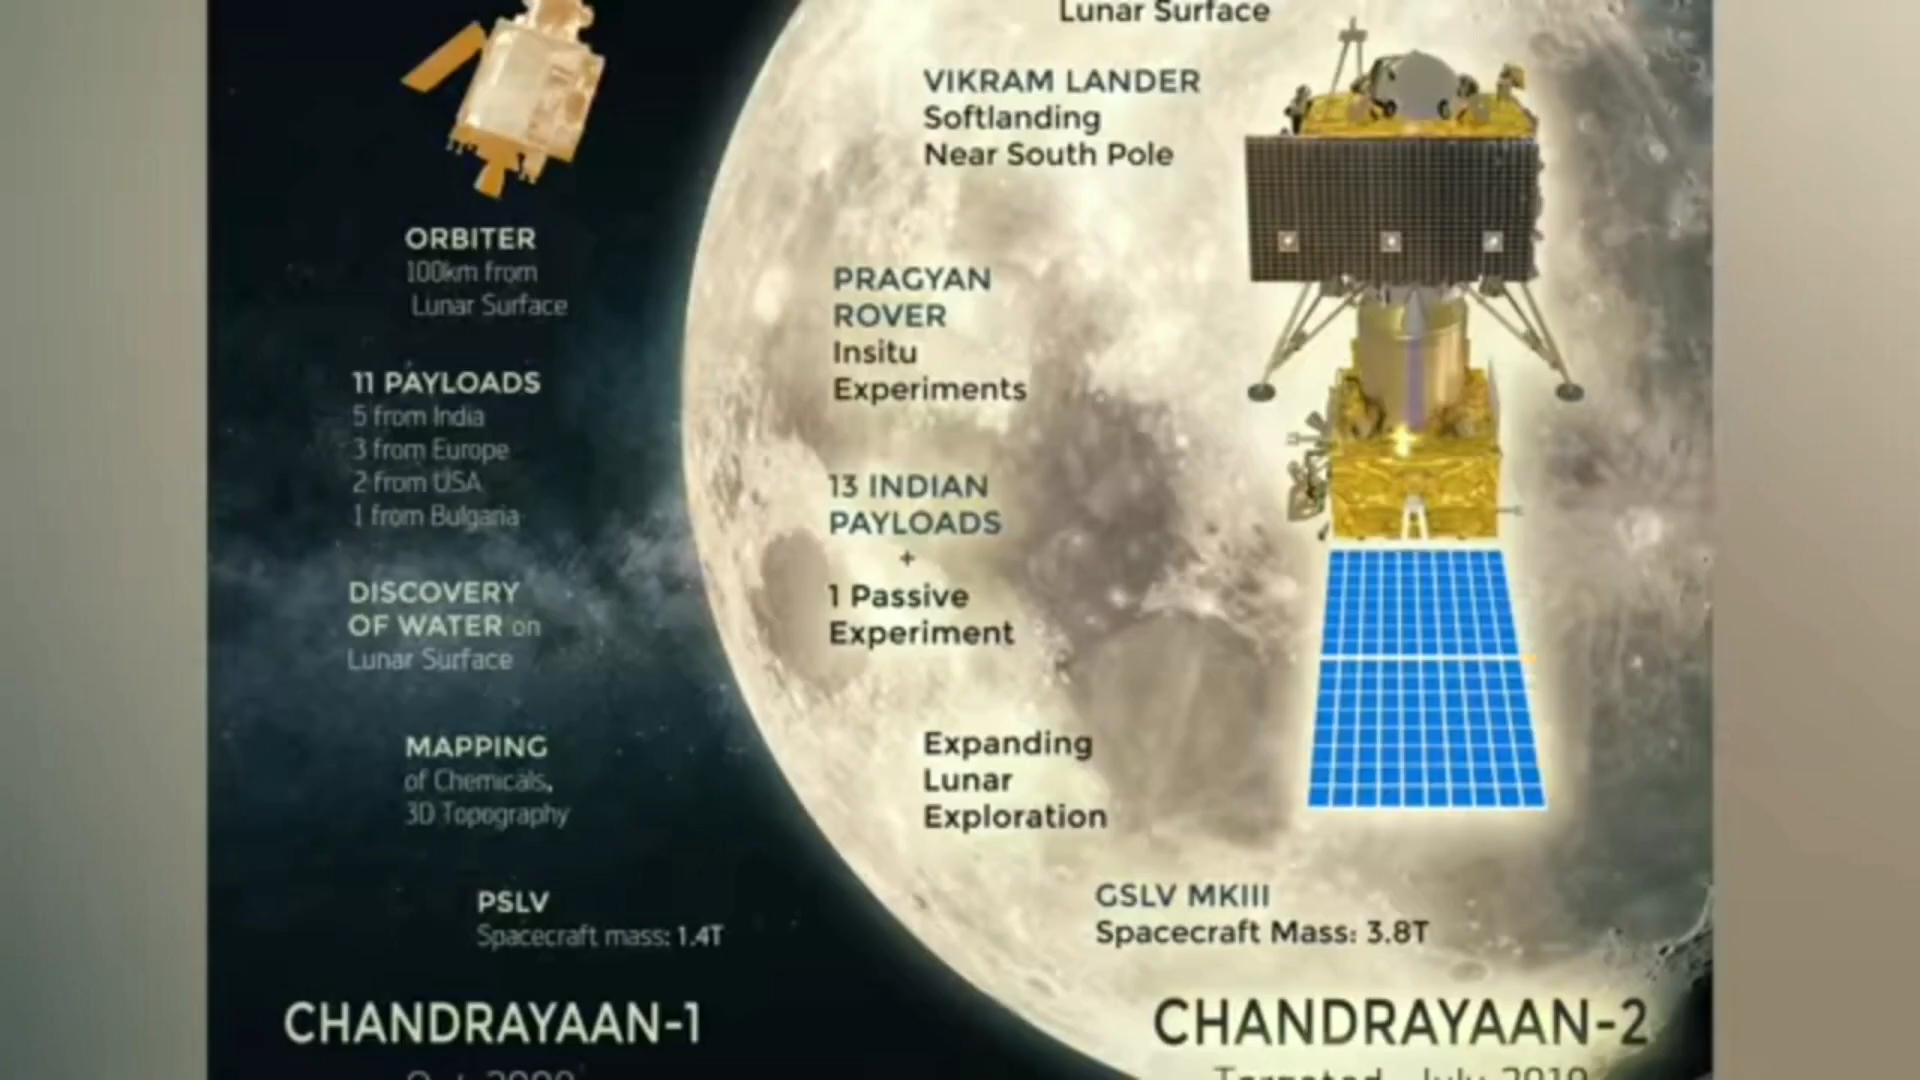 ORBITER
100km from
Lunar Surface
11 PAYLOADS
5 from India
3 from Europe
2 from USA
1 from Bulgaria
DISCOVERY
OF WATER on
Lunar Surface
MAPPING
of Chemicals,
3D Topography
PSLV
Spacecraft mass: 1.4T
CHANDRAYAAN-1
Lunar Surface
VIKRAM LANDER
Softlanding
Near South Pole
PRAGYAN
ROVER
Insitu
Experiments
13 INDIAN
PAYLOADS
+
1 Passive
Experiment
Expanding
Lunar
Exploration
GSLV MKIII
Spacecraft Mass: 3.8T
CHANDRAYAAN-2